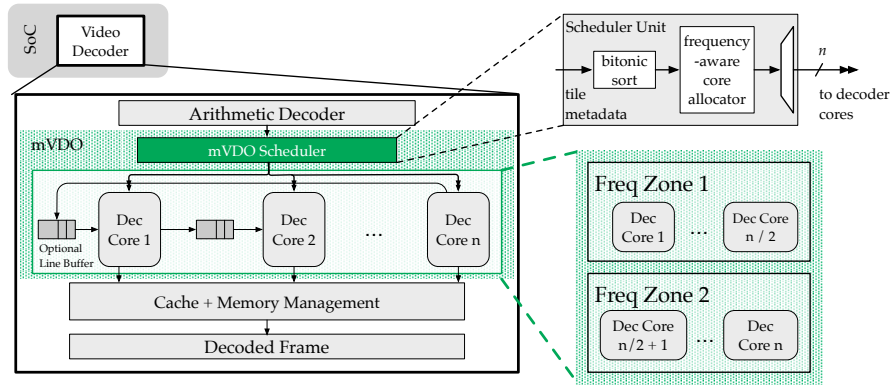 SoC
Video
Decoder
Arithmetic Decoder
mVDO
mVDO Scheduler
Dec
Core 1
Dec
Core 2
...
Dec
Core n
Optional
Line Buffer
Cache + Memory Management
Decoded Frame
Scheduler Unit
bitonic
sort
frequency
-aware
core
allocator
tile
metadata
n
to decoder
cores
Freq Zone 1
Dec
Core 1
...
Dec Core
n / 2
Freq Zone 2
Dec Core
n/2 + 1
...
Dec
Core n